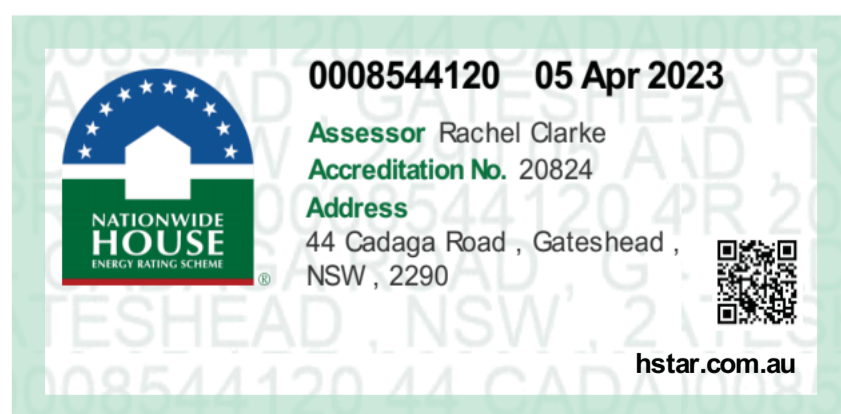 0008544120 05 Apr 2023
Assessor Rachel Clarke
Accreditation No. 20824
Address
44 Cadaga Road , Gateshead ,
NSW , 2290
NATIONWIDE
HOUSE
ENERGY RATING SCHEME
®
hstar.com.au